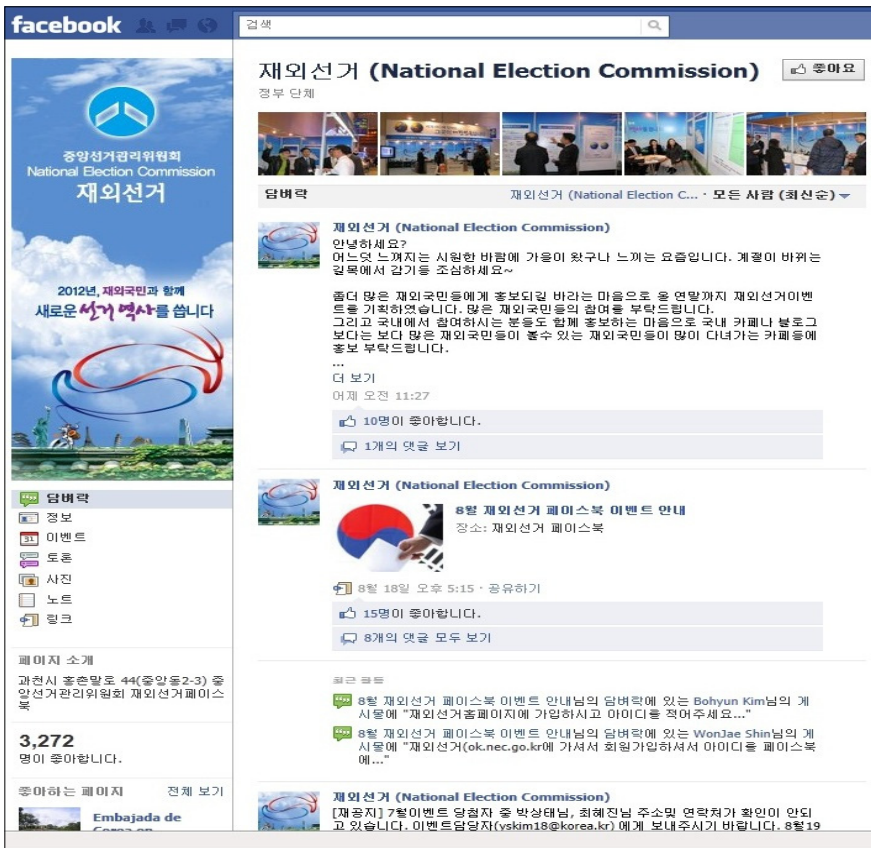 facebook
검색
중앙선거관리위원회
National Election Commission
재외선거
2012년, 재외국민과 함께
새로운 선거 역사를 씁니다
담벼락
정보
이벤트
토론
사진
노트
링크
페이지 소개
과천시 홍촌말로 44(중앙동2-3) 중
앙선거관리위원회 재외선거페이스
북
3,272
명이 좋아합니다.
좋아하는 페이지 전체 보기
Embajada de
Corea en
재외선거 (National Election Commission) 좋아요
정부 단체
담벼락 재외선거 (National Election C... · 모든 사람 (최신순)
재외선거 (National Election Commission)
안녕하세요?
어느덧 느껴지는 시원한 바람에 가을이 왔구나 느끼는 요즘입니다. 계절이 바뀌는
길목에서 감기등 조심하세요~
좀더 많은 재외국민등에게 홍보되길 바라는 마음으로 올 연말까지 재외선거이벤
트를 기획하였습니다. 많은 재외국민등의 참여를 부탁드립니다.
그리고 국내에서 참여하시는 분들도 함께 홍보하는 마음으로 국내 카페나 블로그
보다는 보다 많은 재외국민등이 볼수 있는 재외국민등이 많이 다녀가는 카페등에
홍보 부탁드립니다.
...
더 보기
어제 오전 11:27
10명이 좋아합니다.
1개의 댓글 보기
재외선거 (National Election Commission)
8월 재외선거 페이스북 이벤트 안내
장소: 재외선거 페이스북
8월 18일 오후 5:15 · 공유하기
15명이 좋아합니다.
8개의 댓글 모두 보기
최근 활동
8월 재외선거 페이스북 이벤트 안내님의 담벼락에 있는 Bohyun Kim님의 게
시물에 "재외선거홈페이지에 가입하시고 아이디를 적어주세요..."
8월 재외선거 페이스북 이벤트 안내님의 담벼락에 있는 WonJae Shin님의 게
시물에 "재외선거(ok.nec.go.kr에 가셔서 회원가입하셔서 아이디를 페이스북
에..."
재외선거 (National Election Commission)
[재공지] 7월이벤트 당첨자 중 박상태님, 최혜진님 주소및 연락처가 확인이 안되
고 있습니다. 이벤트담당자(yskim18@korea.kr) 에게 보내주시기 바랍니다. 8월19